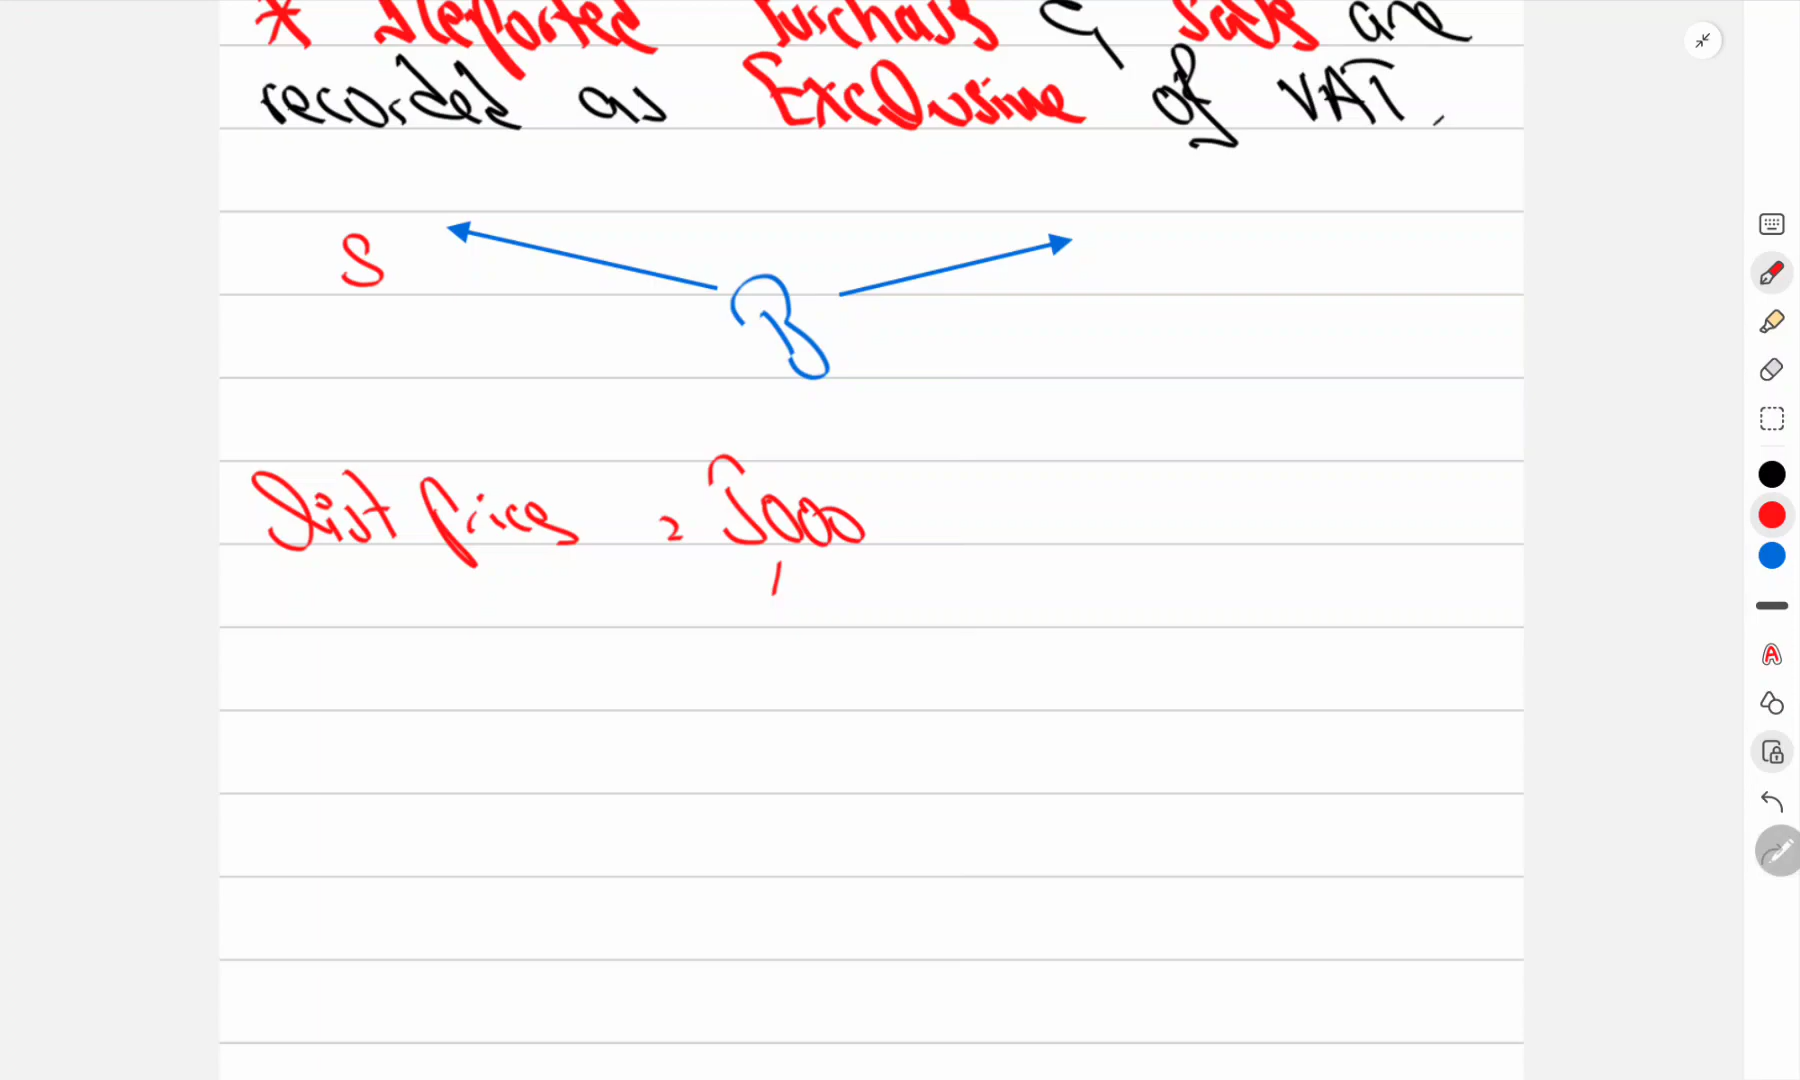 * Reported Purchases & Sales are
recorded as Exclusive of VAT.
S
B
List price = 5000